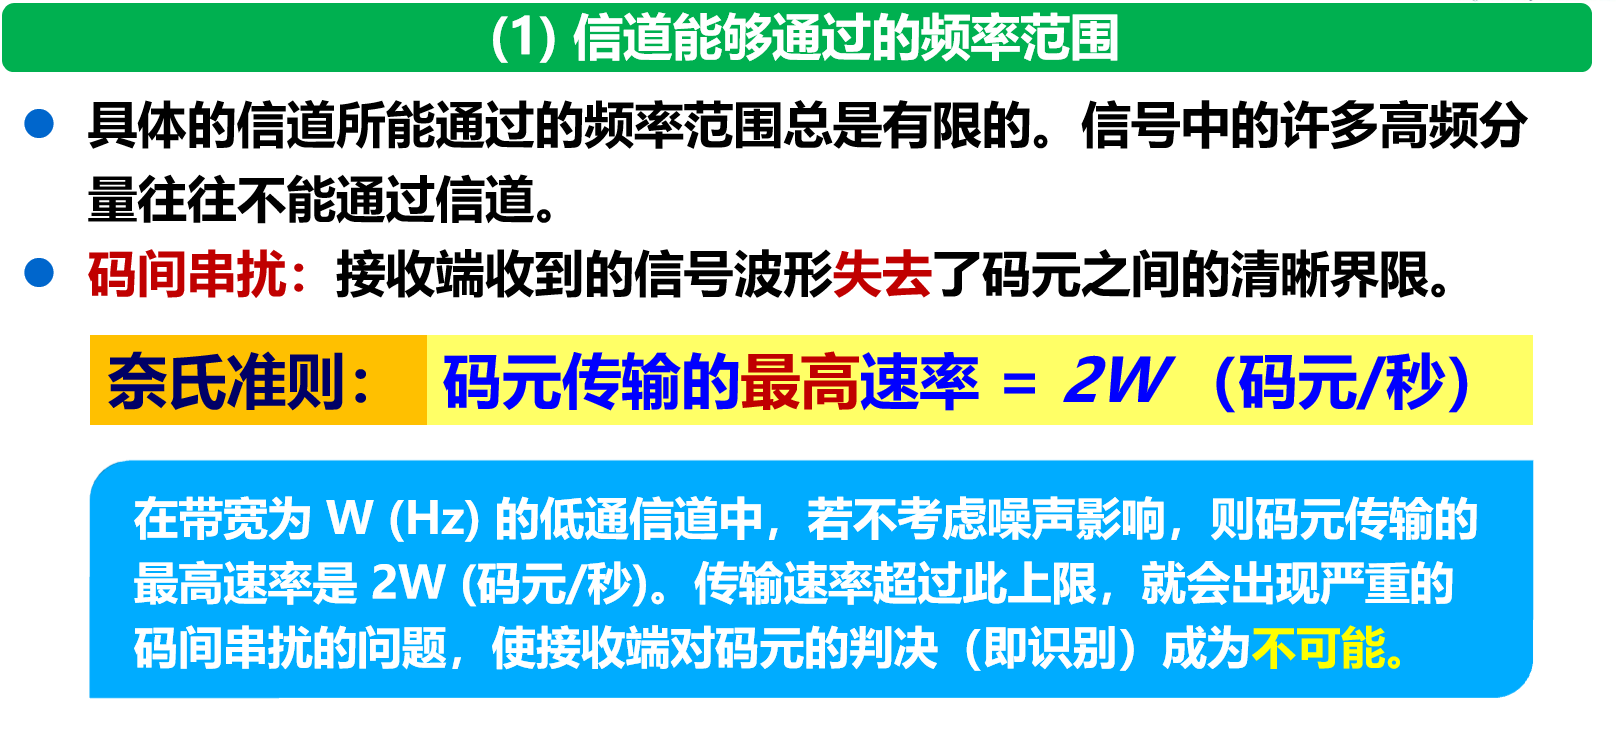 (1) 信道能够通过的频率范围
具体的信道所能通过的频率范围总是有限的。信号中的许多高频分
量往往不能通过信道。
码间串扰：接收端收到的信号波形失去了码元之间的清晰界限。
奈氏准则： 码元传输的最高速率 = 2W （码元/秒）
在带宽为 W (Hz) 的低通信道中，若不考虑噪声影响，则码元传输的
最高速率是 2W (码元/秒)。传输速率超过此上限，就会出现严重的
码间串扰的问题，使接收端对码元的判决（即识别）成为不可能。